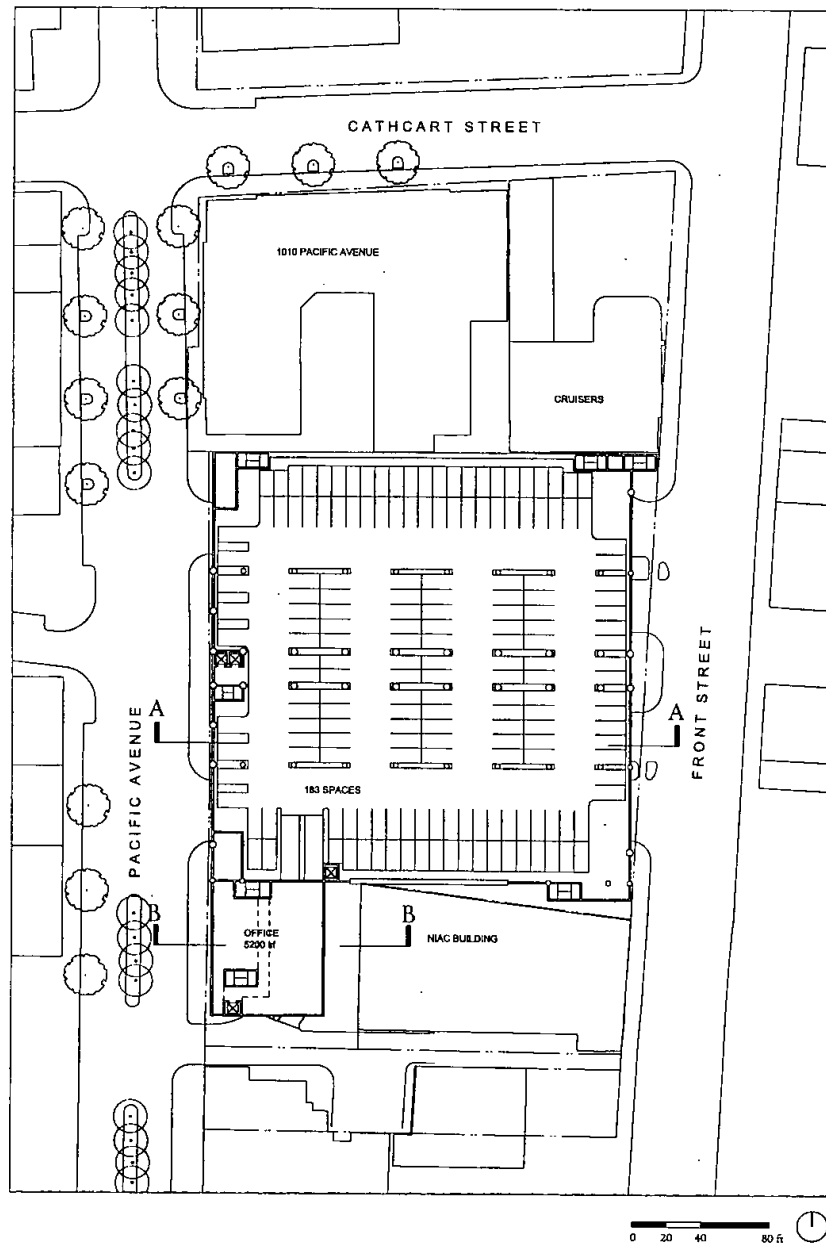 CATHCART STREET
1010 PACIFIC AVENUE
CRUISERS
PACIFIC AVENUE
FRONT STREET
A
A
183 SPACES
B
B
OFFICE
5200
NIAC BUILDING
0 20 40 80 ft